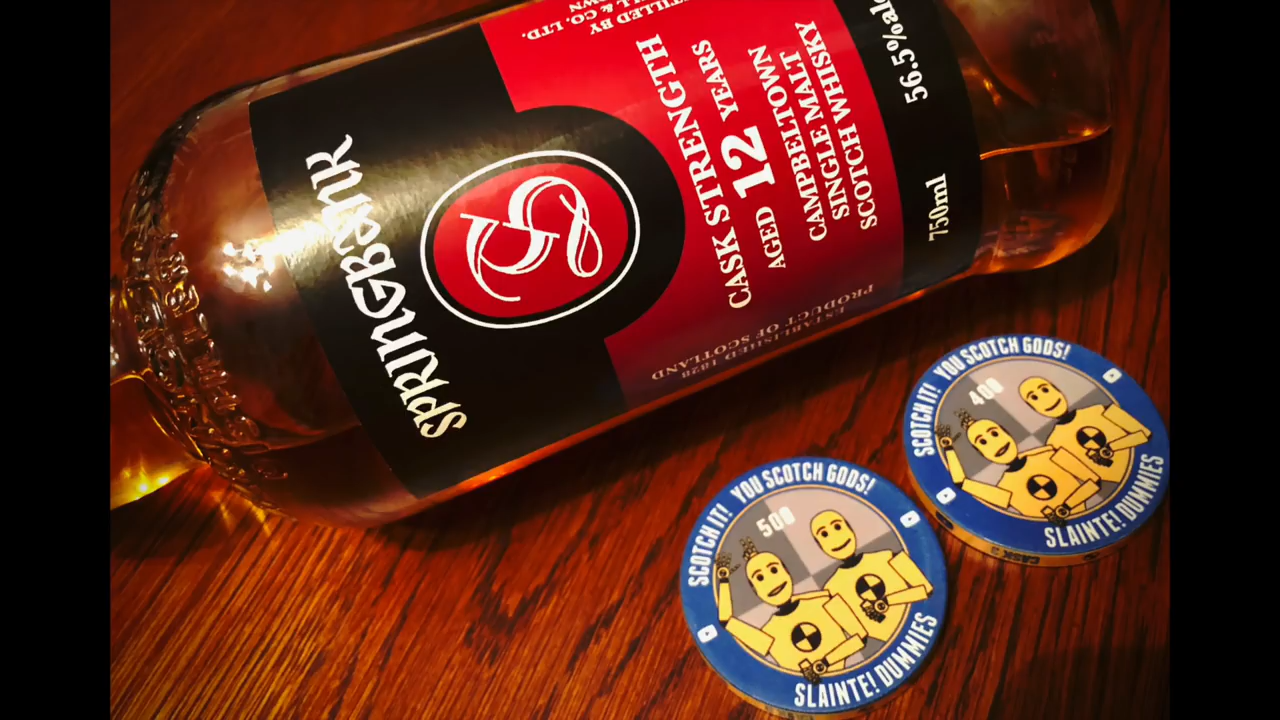 SPRINGBANK
S
CASK STRENGTH
AGED 12 YEARS
CAMPBELTOWN
SINGLE MALT
SCOTCH WHISKY
750ml 56.5%alc
BY
CO. LTD.
ESTABLISHED 1828
PRODUCT OF SCOTLAND
SCOTCH IT! YOU SCOTCH GODS!
400
SLAINTE! DUMMIES
CASK
SCOTCH IT! YOU SCOTCH GODS!
500
SLAINTE! DUMMIES